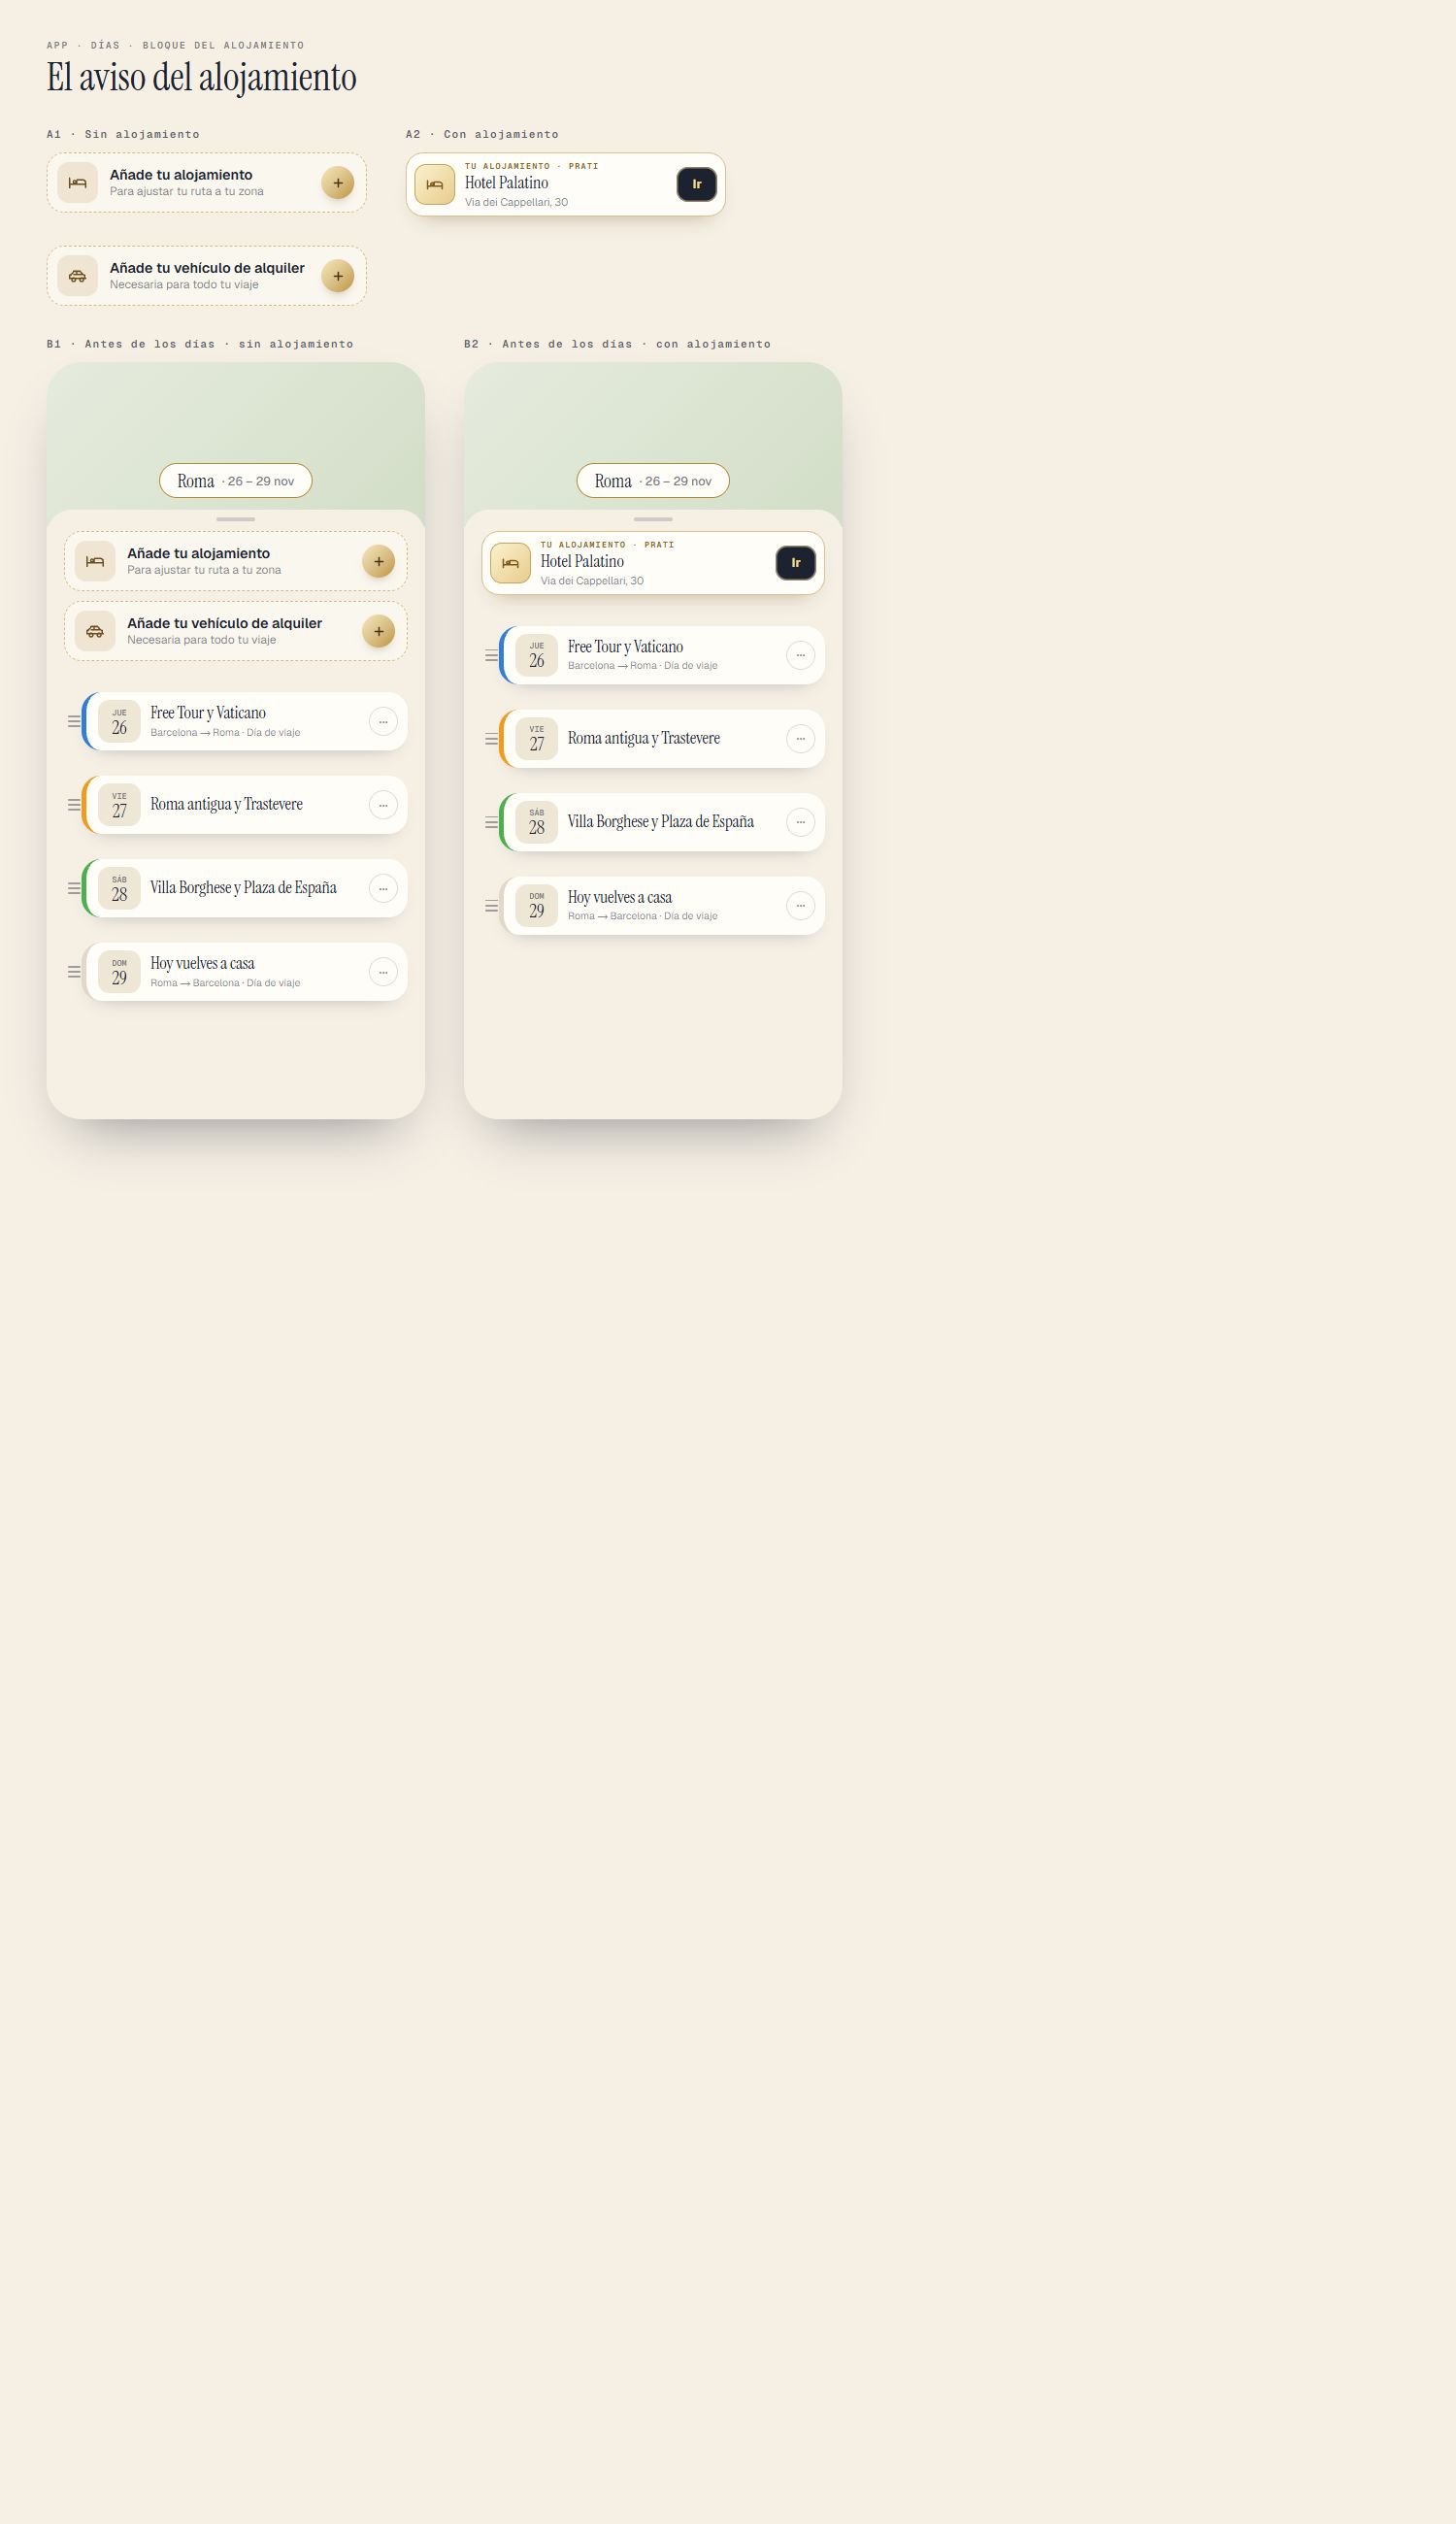 APP · DÍAS · BLOQUE DEL ALOJAMIENTO
El aviso del alojamiento
A1 · Sin alojamiento
Añade tu alojamiento
Para ajustar tu ruta a tu zona
+
A2 · Con alojamiento
TU ALOJAMIENTO · PRATI
Hotel Palatino
Via dei Cappellari, 30
Ir
Añade tu vehículo de alquiler
Necesaria para todo tu viaje
+
B1 · Antes de los días · sin alojamiento
Roma · 26 – 29 nov
Añade tu alojamiento
Para ajustar tu ruta a tu zona
+
Añade tu vehículo de alquiler
Necesaria para todo tu viaje
+
JUE
26
Free Tour y Vaticano
Barcelona → Roma · Día de viaje
VIE
27
Roma antigua y Trastevere
SÁB
28
Villa Borghese y Plaza de España
DOM
29
Hoy vuelves a casa
Roma → Barcelona · Día de viaje
B2 · Antes de los días · con alojamiento
Roma · 26 – 29 nov
TU ALOJAMIENTO · PRATI
Hotel Palatino
Via dei Cappellari, 30
Ir
JUE
26
Free Tour y Vaticano
Barcelona → Roma · Día de viaje
VIE
27
Roma antigua y Trastevere
SÁB
28
Villa Borghese y Plaza de España
DOM
29
Hoy vuelves a casa
Roma → Barcelona · Día de viaje